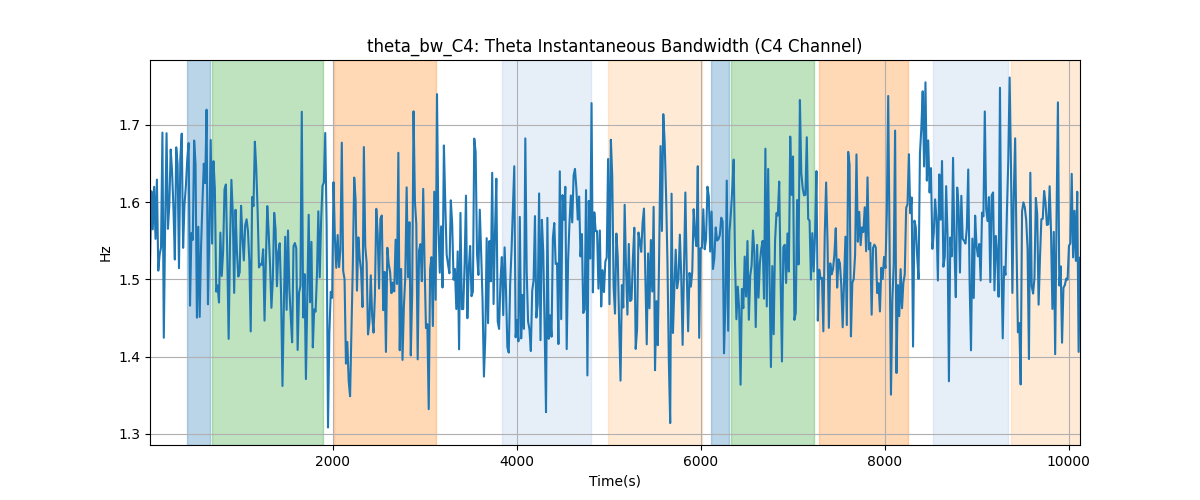 theta_bw_C4: Theta Instantaneous Bandwidth (C4 Channel)
1.7
1.6
1.5
1.4
1.3
Hz
2000 4000 6000 8000 10000
Time(s)